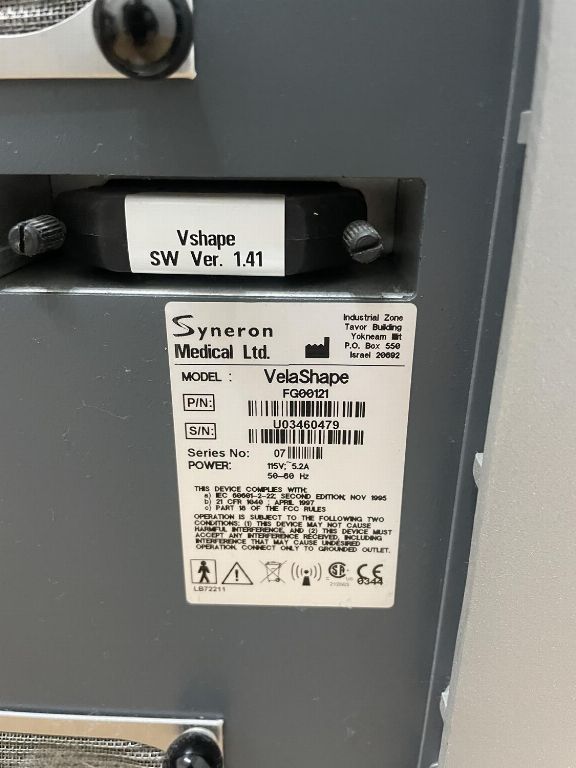 Vshape
SW Ver. 1.41
Syneron
Medical Ltd.
Industrial Zone
Tavor Building
Yokneam Illit
P.O. Box 550
Israel 20692
MODEL : VelaShape
P/N: FG00121
S/N: U03460479
Series No: 07
POWER: 115V;~5.2A
50-60 Hz
THIS DEVICE COMPLIES WITH:
a) IEC 60601-2-22; SECOND EDITION; NOV 1995
b) 21 CFR 1040 ; APRIL 1997
c) PART 18 OF THE FCC RULES
OPERATION IS SUBJECT TO THE FOLLOWING TWO
CONDITIONS: (1) THIS DEVICE MAY NOT CAUSE
HARMFUL INTERFERENCE, AND (2) THIS DEVICE MUST
ACCEPT ANY INTERFERENCE RECEIVED, INCLUDING
INTERFERENCE THAT MAY CAUSE UNDESIRED
OPERATION. CONNECT ONLY TO GROUNDED OUTLET.
LB72211
C SA US
CE
0344